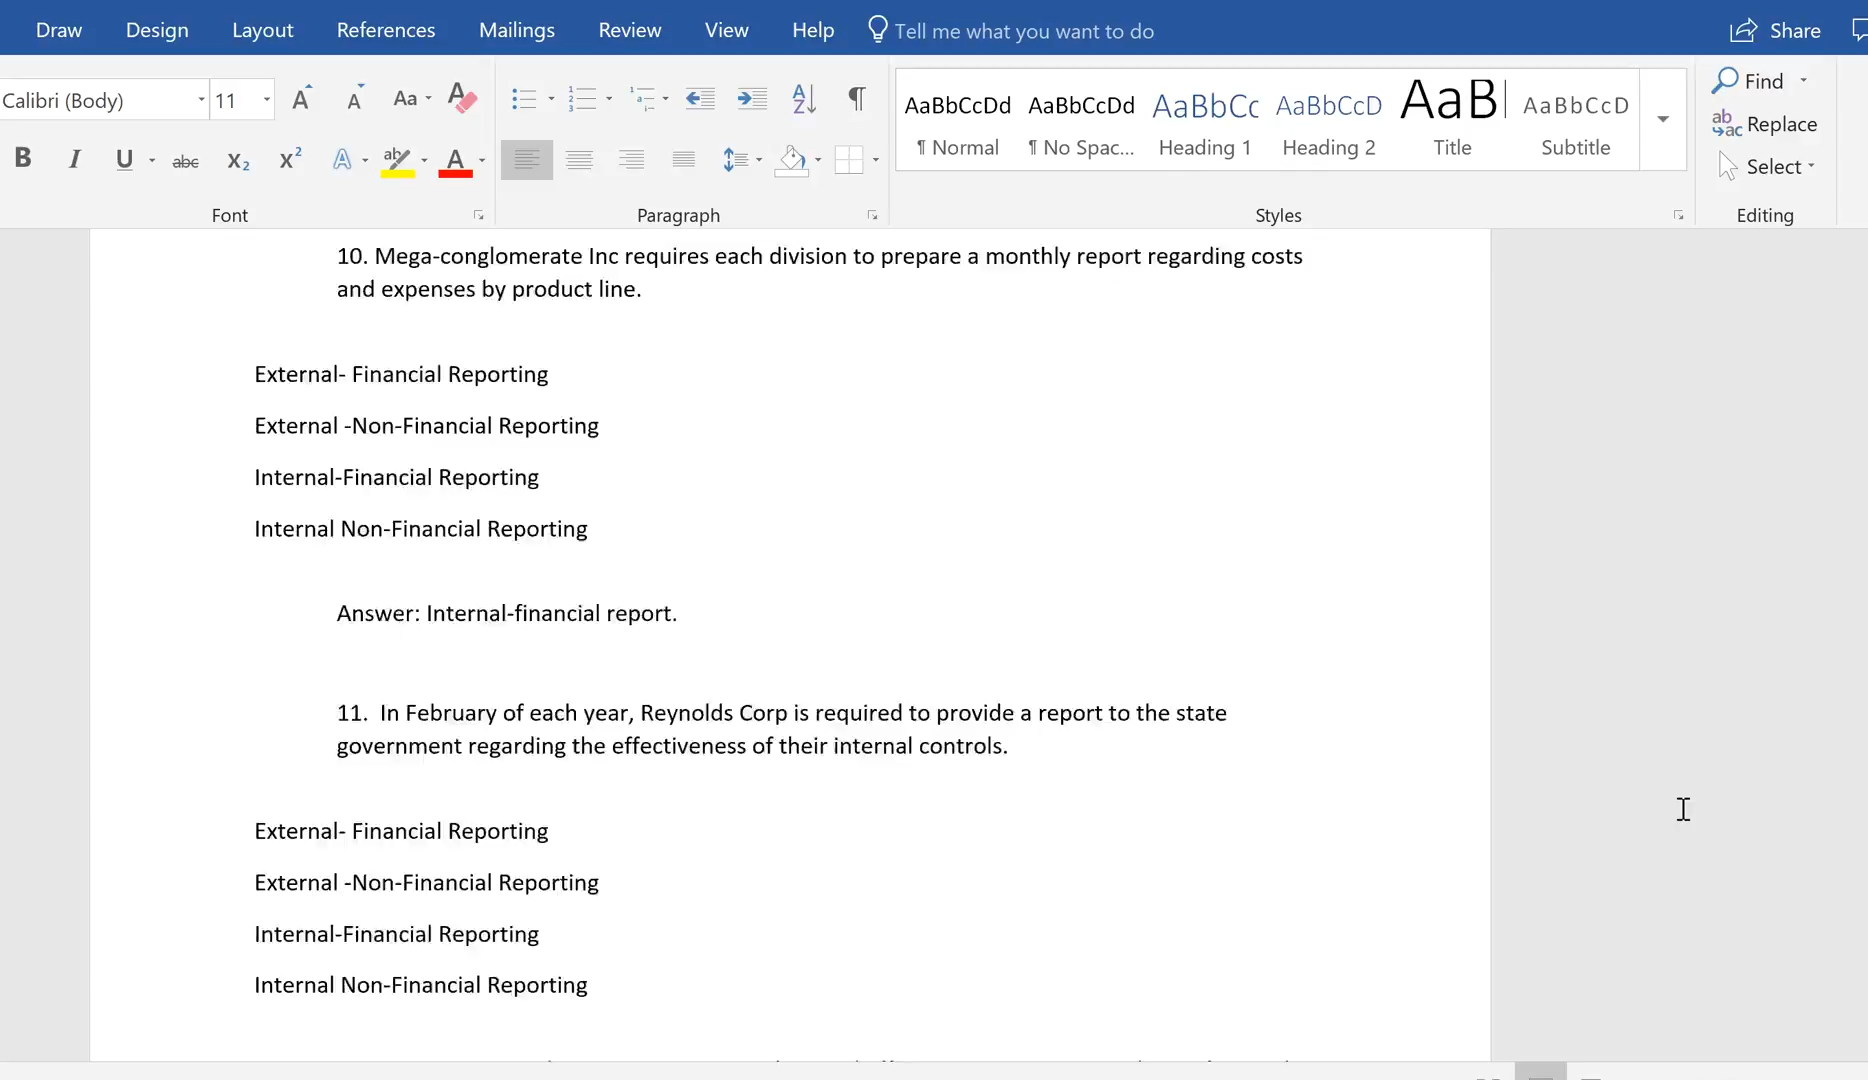 Draw Design Layout References Mailings Review View Help Tell me what you want to do Share
Calibri (Body) 11 Aa AaBbCcDd AaBbCcDd AaBbCc AaBbCcD AaB AaBbCcD Find
¶ Normal ¶ No Spac... Heading 1 Heading 2 Title Subtitle Replace
B I U abc X₂ X² A ab A Select
Font Paragraph Styles Editing
10. Mega-conglomerate Inc requires each division to prepare a monthly report regarding costs
and expenses by product line.
External- Financial Reporting
External -Non-Financial Reporting
Internal-Financial Reporting
Internal Non-Financial Reporting
Answer: Internal-financial report.
11.  In February of each year, Reynolds Corp is required to provide a report to the state
government regarding the effectiveness of their internal controls.
External- Financial Reporting
External -Non-Financial Reporting
Internal-Financial Reporting
Internal Non-Financial Reporting